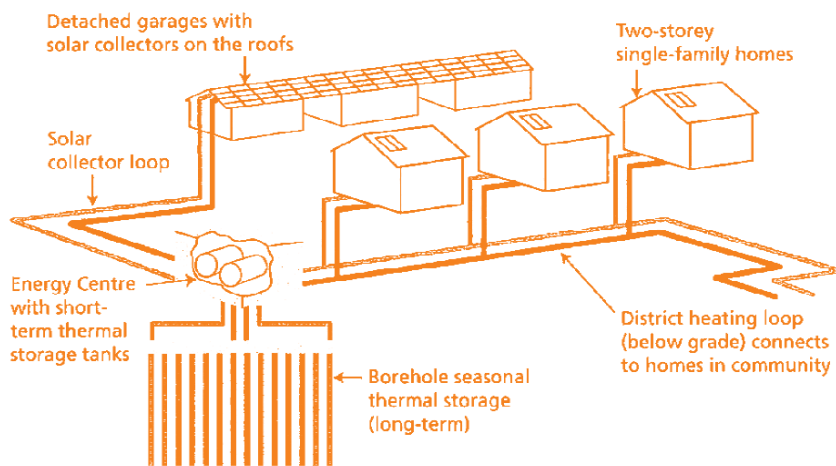 Detached garages with
solar collectors on the roofs
Two-storey
single-family homes
Solar
collector loop
Energy Centre
with short-
term thermal
storage tanks
District heating loop
(below grade) connects
to homes in community
Borehole seasonal
thermal storage
(long-term)